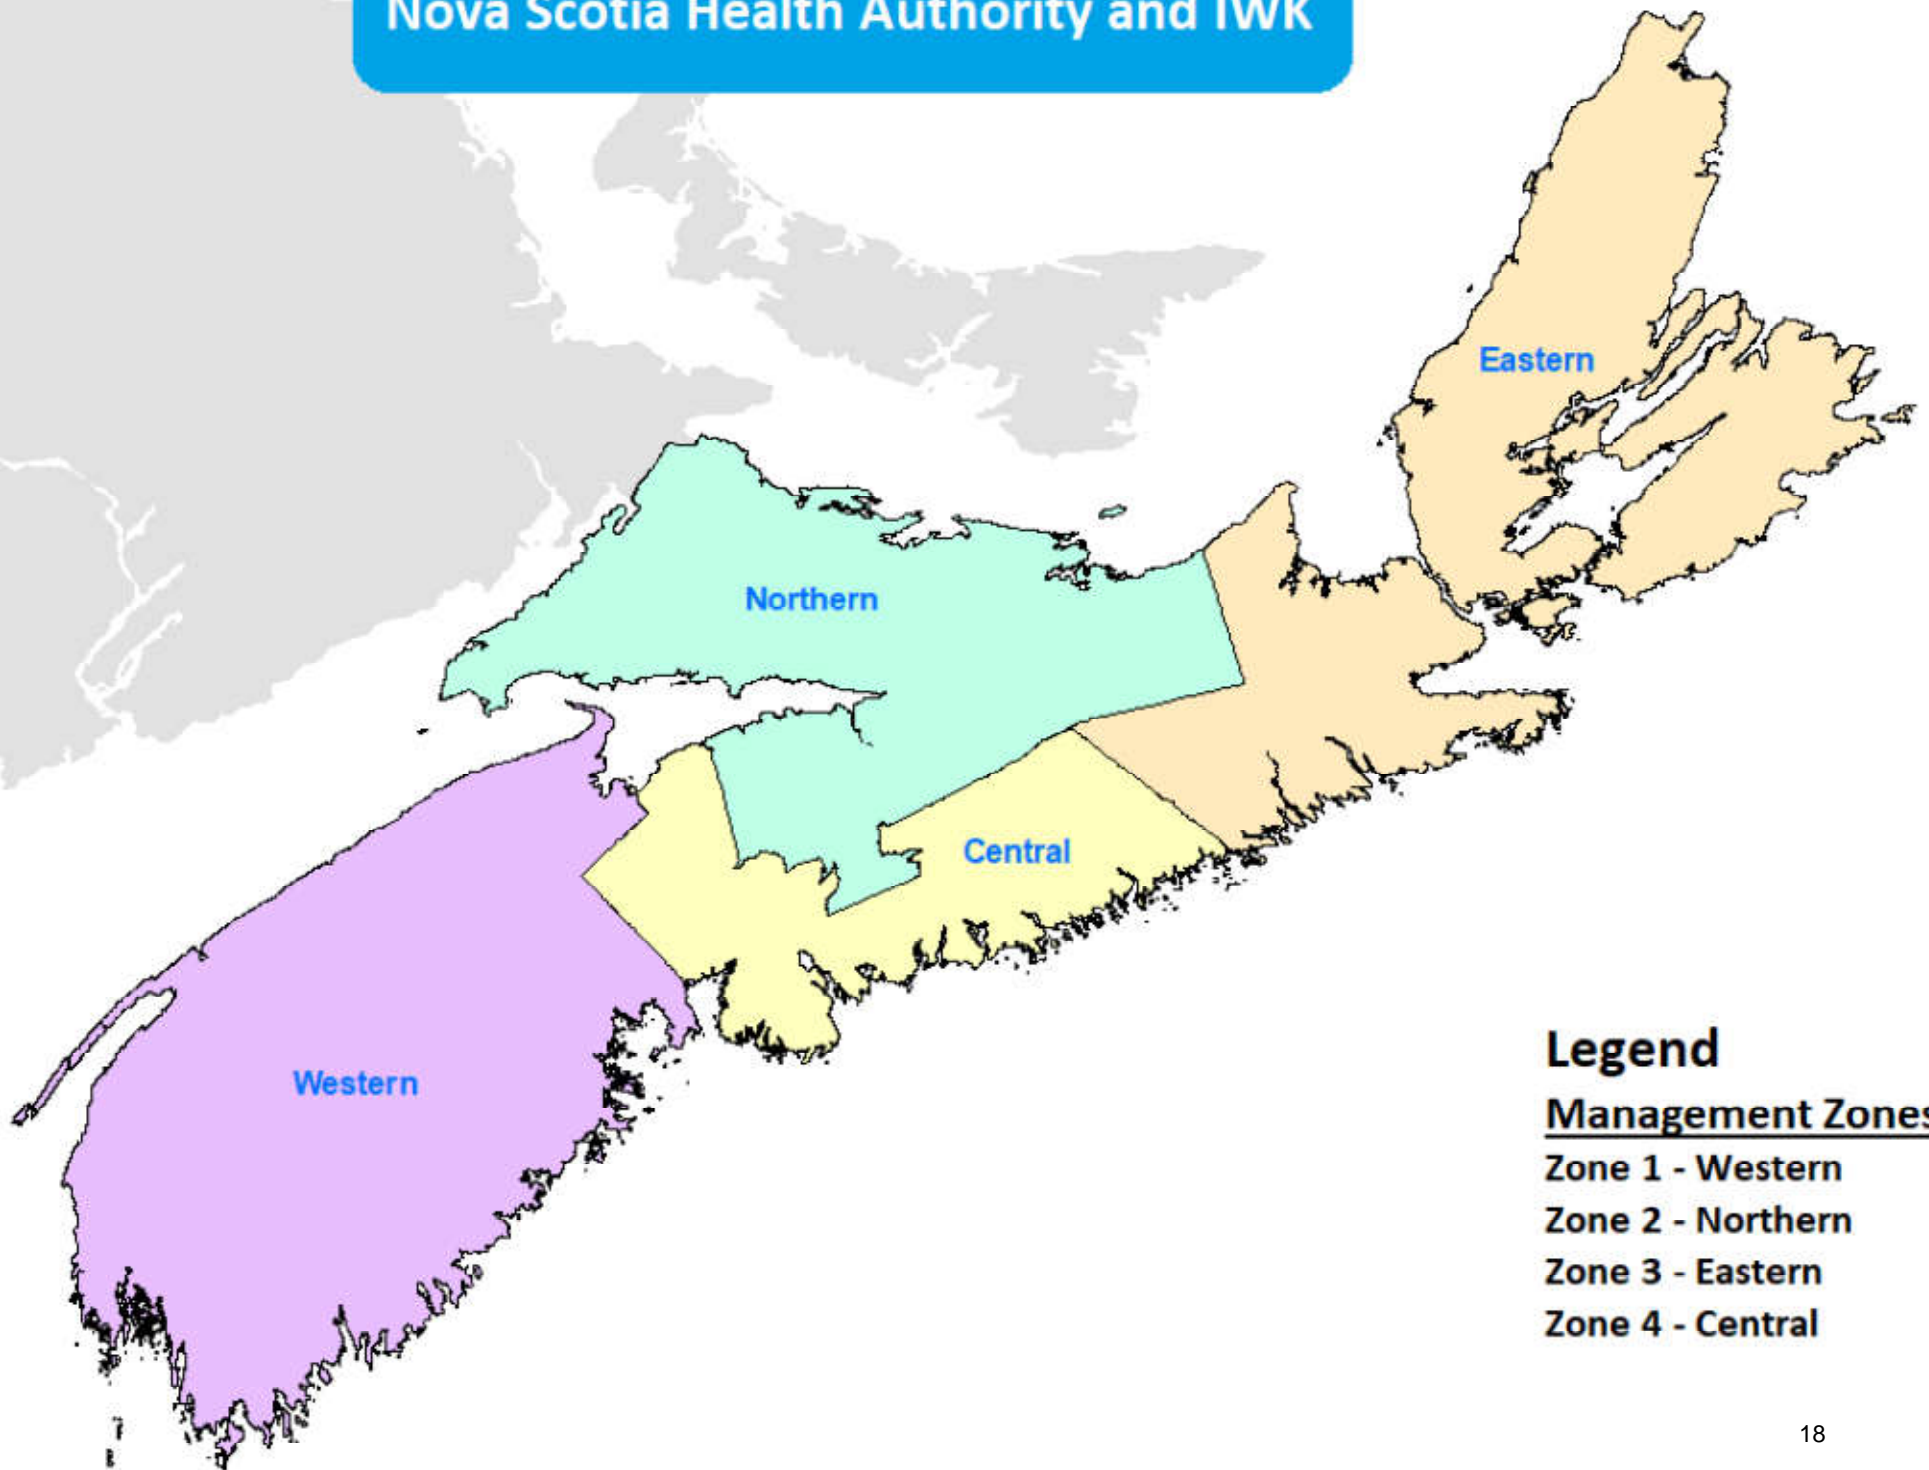 Nova Scotia Health Authority and IWK
Eastern
Northern
Central
Western
Legend
Management Zones
Zone 1 - Western
Zone 2 - Northern
Zone 3 - Eastern
Zone 4 - Central
18